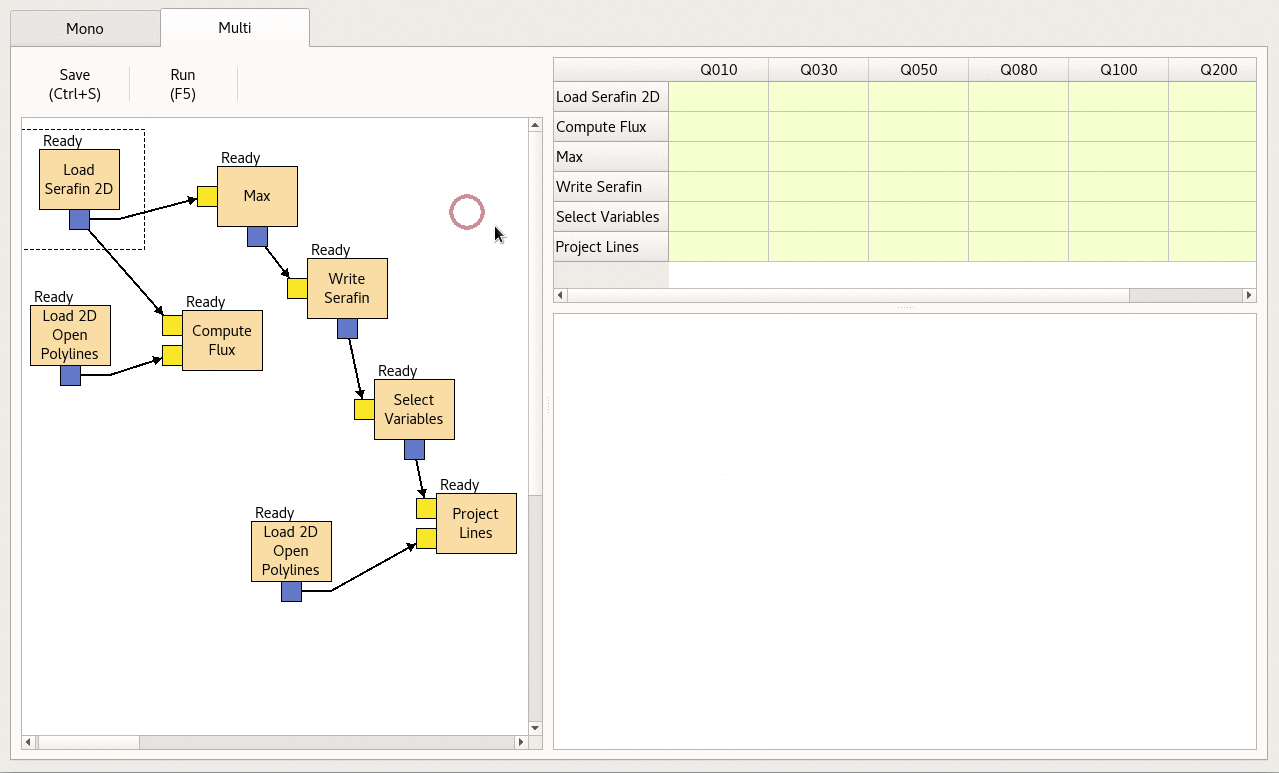 Mono
Multi
Save
(Ctrl+S)
Run
(F5)
Ready
Load
Serafin 2D
Ready
Max
Ready
Write
Serafin
Ready
Load 2D
Open
Polylines
Ready
Compute
Flux
Ready
Select
Variables
Ready
Project
Lines
Ready
Load 2D
Open
Polylines
Q010 Q030 Q050 Q080 Q100 Q200
Load Serafin 2D
Compute Flux
Max
Write Serafin
Select Variables
Project Lines